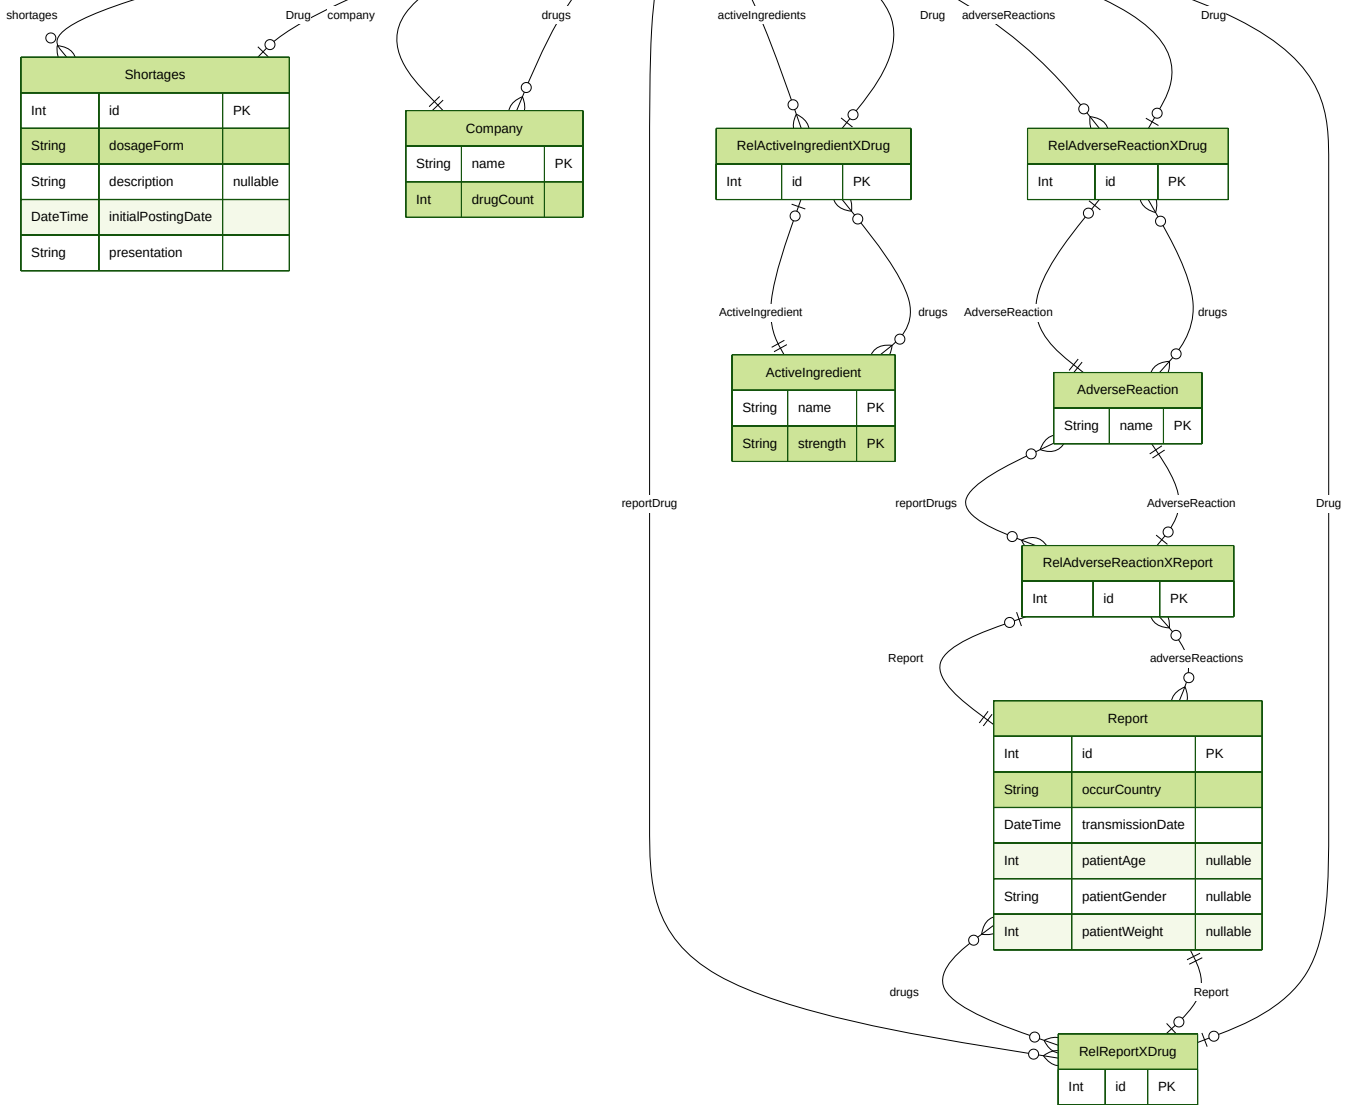 shortages
Drug
company
drugs
activeIngredients
Drug
adverseReactions
Drug
Shortages
Int id PK
String dosageForm
String description nullable
DateTime initialPostingDate
String presentation
Company
String name PK
Int drugCount
RelActiveIngredientXDrug
Int id PK
RelAdverseReactionXDrug
Int id PK
ActiveIngredient
drugs
AdverseReaction
drugs
ActiveIngredient
String name PK
String strength PK
AdverseReaction
String name PK
reportDrug
reportDrugs
AdverseReaction
Drug
RelAdverseReactionXReport
Int id PK
Report
adverseReactions
Report
Int id PK
String occurCountry
DateTime transmissionDate
Int patientAge nullable
String patientGender nullable
Int patientWeight nullable
drugs
Report
RelReportXDrug
Int id PK